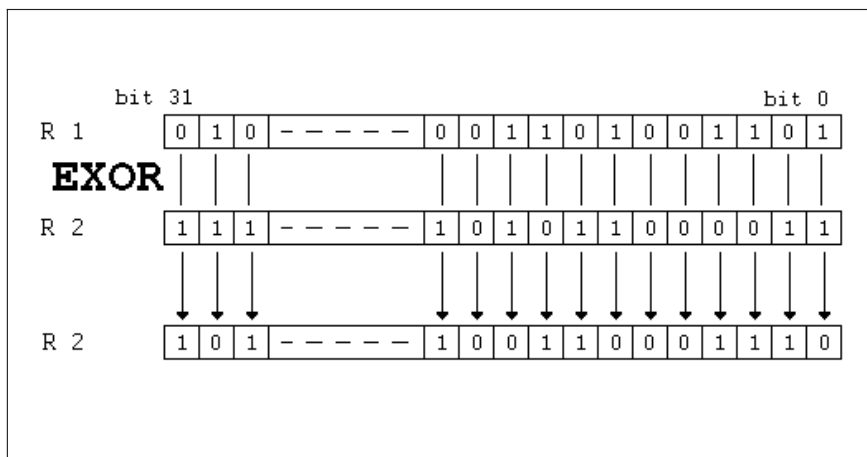 bit 31 bit 0
R 1 0 1 0 - - - - - 0 0 1 1 0 1 0 0 1 1 0 1
EXOR
R 2 1 1 1 - - - - - 1 0 1 0 1 1 0 0 0 0 1 1
R 2 1 0 1 - - - - - 1 0 0 1 1 0 0 0 1 1 1 0